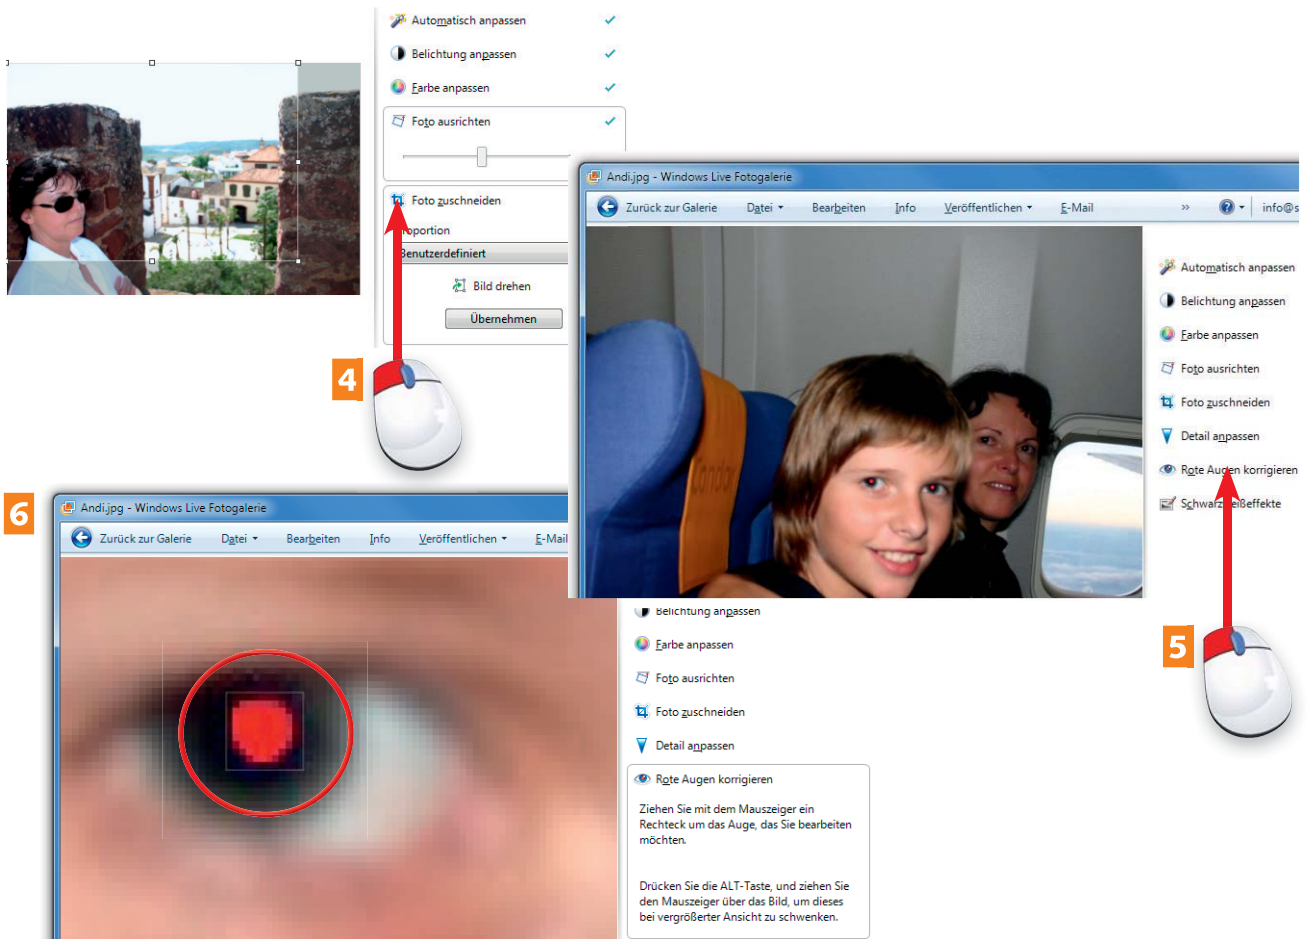 Automatisch anpassen
Belichtung anpassen
Farbe anpassen
Foto ausrichten
Foto zuschneiden
Proportion
Benutzerdefiniert
Bild drehen
Übernehmen
4
Andi.jpg - Windows Live Fotogalerie
Zurück zur Galerie Datei Bearbeiten Info Veröffentlichen E-Mail » info@s
Condor
Automatisch anpassen
Belichtung anpassen
Farbe anpassen
Foto ausrichten
Foto zuschneiden
Detail anpassen
Rote Augen korrigieren
Schwarzweißeffekte
5
6
Andi.jpg - Windows Live Fotogalerie
Zurück zur Galerie Datei Bearbeiten Info Veröffentlichen E-Mail
Belichtung anpassen
Farbe anpassen
Foto ausrichten
Foto zuschneiden
Detail anpassen
Rote Augen korrigieren
Ziehen Sie mit dem Mauszeiger ein
Rechteck um das Auge, das Sie bearbeiten
möchten.
Drücken Sie die ALT-Taste, und ziehen Sie
den Mauszeiger über das Bild, um dieses
bei vergrößerter Ansicht zu schwenken.